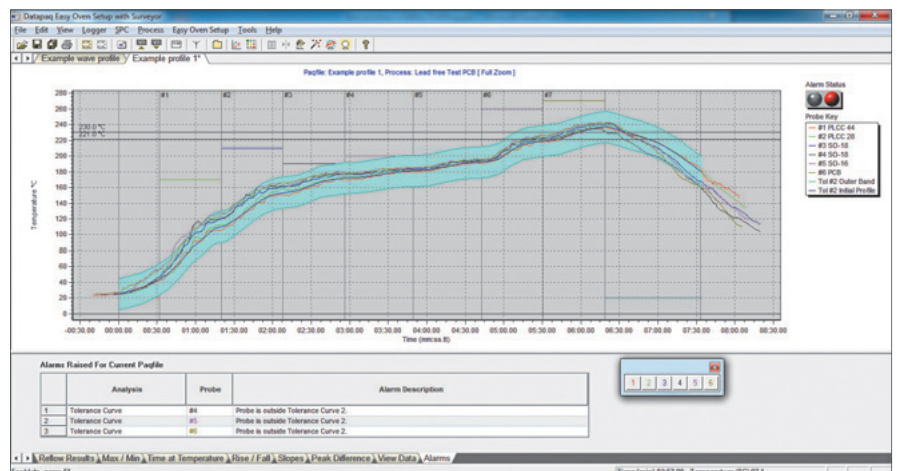 Datapaq Easy Oven Setup with Surveyor
File Edit View Logger SPC Process Easy Oven Setup Tools Help
Example wave profile Example profile 1*
Paqfile: Example profile 1, Process: Lead free Test PCB [ Full Zoom ]
Alarm Status
Probe Key
#1 PLCC 44
#2 PLCC 28
#3 SO-18
#4 SO-18
#5 SO-16
#6 PCB
Tol #2 Outer Band
Tol #2 Initial Profile
#1 #2 #3 #4 #5 #6 #7
280
260
240
230.0 °C
221.0 °C
220
200
180
160
140
120
100
80
60
40
20
0
Temperature °C
-00:30.00 00:00.00 00:30.00 01:00.00 01:30.00 02:00.00 02:30.00 03:00.00 03:30.00 04:00.00 04:30.00 05:00.00 05:30.00 06:00.00 06:30.00 07:00.00 07:30.00 08:00.00 08:30.00
Time (mm:ss.ft)
Alarms Raised For Current Paqfile
Analysis Probe Alarm Description
1 Tolerance Curve #4 Probe is outside Tolerance Curve 2.
2 Tolerance Curve #5 Probe is outside Tolerance Curve 2.
3 Tolerance Curve #6 Probe is outside Tolerance Curve 2.
1 2 3 4 5 6
Reflow Results Max / Min Time at Temperature Rise / Fall Slopes Peak Difference View Data Alarms